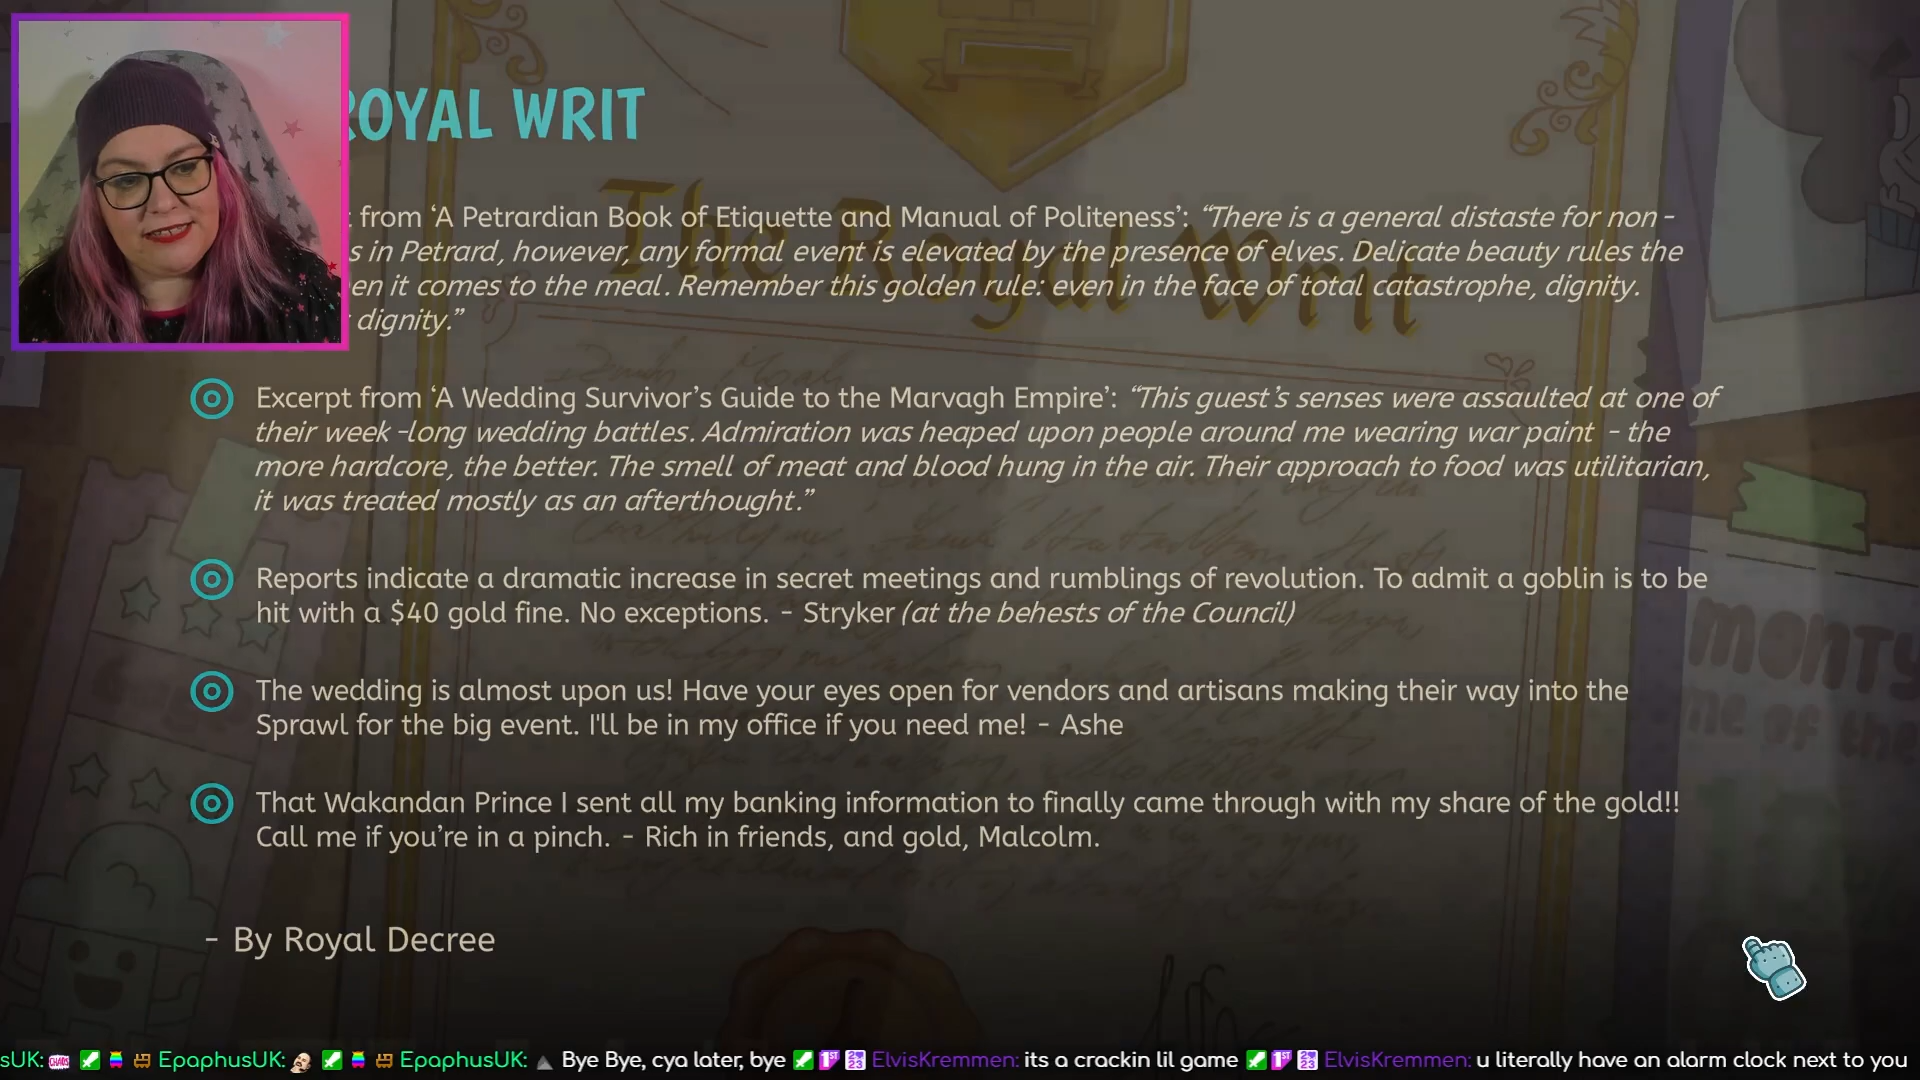 ROYAL WRIT
from ‘A Petrardian Book of Etiquette and Manual of Politeness’: “There is a general distaste for non-
s in Petrard, however, any formal event is elevated by the presence of elves. Delicate beauty rules the
en it comes to the meal. Remember this golden rule: even in the face of total catastrophe, dignity.
dignity.”
The Royal Writ
Excerpt from ‘A Wedding Survivor’s Guide to the Marvagh Empire’: “This guest’s senses were assaulted at one of
their week-long wedding battles. Admiration was heaped upon people around me wearing war paint - the
more hardcore, the better. The smell of meat and blood hung in the air. Their approach to food was utilitarian,
it was treated mostly as an afterthought.”
Reports indicate a dramatic increase in secret meetings and rumblings of revolution. To admit a goblin is to be
hit with a $40 gold fine. No exceptions. - Stryker (at the behests of the Council)
MONTY
ne of the
The wedding is almost upon us! Have your eyes open for vendors and artisans making their way into the
Sprawl for the big event. I'll be in my office if you need me! - Ashe
That Wakandan Prince I sent all my banking information to finally came through with my share of the gold!!
Call me if you’re in a pinch. - Rich in friends, and gold, Malcolm.
- By Royal Decree
sUK: EpaphusUK: EpaphusUK: Bye Bye, cya later, bye ElvisKremmen: its a crackin lil game ElvisKremmen: u literally have an alarm clock next to you